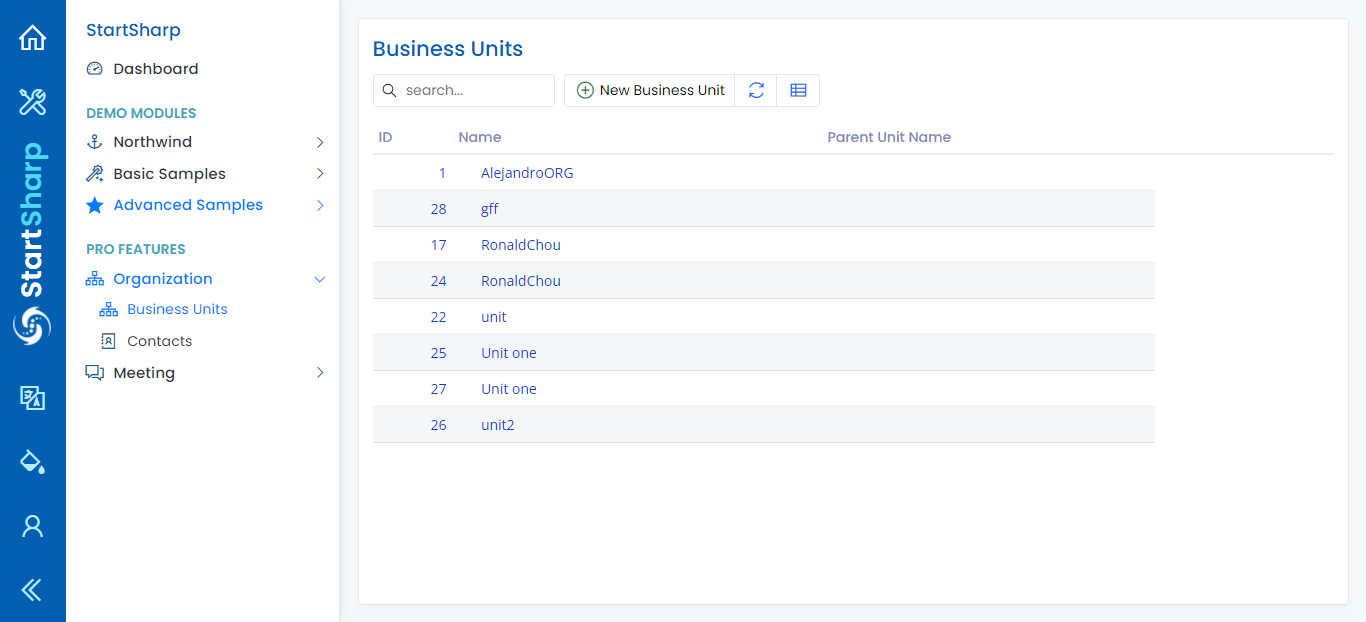 StartSharp
StartSharp
Dashboard
DEMO MODULES
Northwind
Basic Samples
Advanced Samples
PRO FEATURES
Organization
Business Units
Contacts
Meeting
Business Units
search... New Business Unit
ID Name Parent Unit Name
1 AlejandroORG
28 gff
17 RonaldChou
24 RonaldChou
22 unit
25 Unit one
27 Unit one
26 unit2